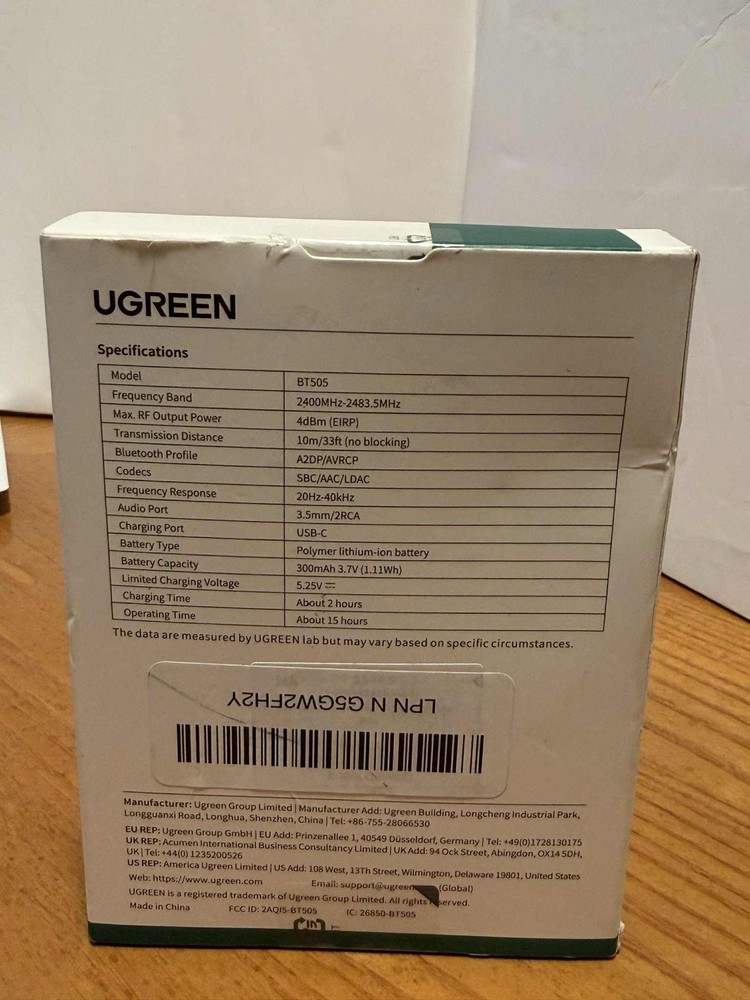 UGREEN
Specifications
Model BT505
Frequency Band 2400MHz-2483.5MHz
Max. RF Output Power 4dBm (EIRP)
Transmission Distance 10m/33ft (no blocking)
Bluetooth Profile A2DP/AVRCP
Codecs SBC/AAC/LDAC
Frequency Response 20Hz-40kHz
Audio Port 3.5mm/2RCA
Charging Port USB-C
Battery Type Polymer lithium-ion battery
Battery Capacity 300mAh 3.7V (1.11Wh)
Limited Charging Voltage 5.25V ⎓
Charging Time About 2 hours
Operating Time About 15 hours
The data are measured by UGREEN lab but may vary based on specific circumstances.
LPN N G5GW2FH2Y
Manufacturer: Ugreen Group Limited | Manufacturer Add: Ugreen Building, Longcheng Industrial Park,
Longguanxi Road, Longhua, Shenzhen, China | Tel: +86-755-28066530
EU REP: Ugreen Group GmbH | EU Add: Prinzenallee 1, 40549 Düsseldorf, Germany | Tel: +49(0)1728130175
UK REP: Acumen International Business Consultancy Limited | UK Add: 94 Ock Street, Abingdon, OX14 5DH,
UK | Tel: +44(0) 1235200526
US REP: America Ugreen Limited | US Add: 108 West, 13Th Street, Wilmington, Delaware 19801, United States
Web: https://www.ugreen.com Email: support@ugreen (Global)
UGREEN is a registered trademark of Ugreen Group Limited. All rights served.
Made in China FCC ID: 2AQI5-BT505 IC: 26850-BT505